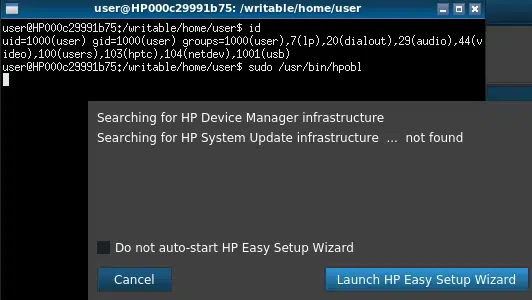 user@HP000c29991b75: /writable/home/user
user@HP000c29991b75:/writable/home/user$ id
uid=1000(user) gid=1000(user) groups=1000(user),7(lp),20(dialout),29(audio),44(v
ideo),100(users),103(hptc),104(netdev),1001(usb)
user@HP000c29991b75:/writable/home/user$ sudo /usr/bin/hpobl
Searching for HP Device Manager infrastructure
Searching for HP System Update infrastructure ... not found
Do not auto-start HP Easy Setup Wizard
Cancel
Launch HP Easy Setup Wizard